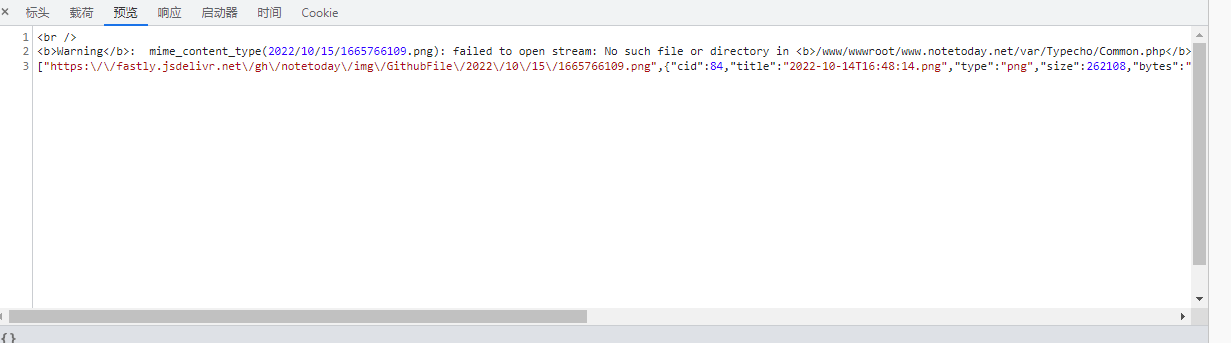 × 标头 载荷 预览 响应 启动器 时间 Cookie
1 <br />
2 <b>Warning</b>:  mime_content_type(2022/10/15/1665766109.png): failed to open stream: No such file or directory in <b>/www/wwwroot/www.notetoday.net/var/Typecho/Common.php</b>
3 ["https:\/\/fastly.jsdelivr.net\/gh\/notetoday\/img\/GithubFile\/2022\/10\/15\/1665766109.png",{"cid":84,"title":"2022-10-14T16:48:14.png","type":"png","size":262108,"bytes":"
{}